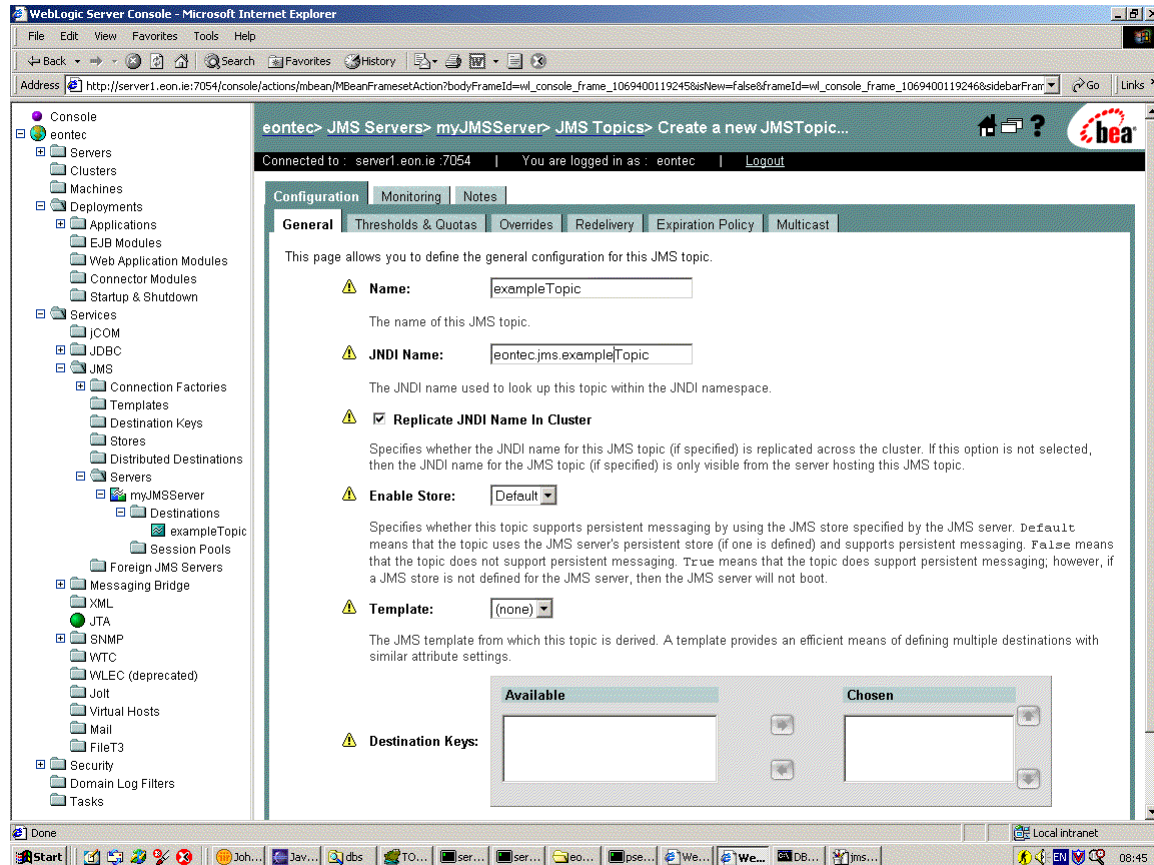 WebLogic Server Console - Microsoft Internet Explorer
File Edit View Favorites Tools Help
Back Search Favorites History
Address http://server1.eon.ie:7054/console/actions/mbean/MBeanFramesetAction?bodyFrameId=wl_console_frame_1069400119245&isNew=false&frameId=wl_console_frame_1069400119246&sidebarFram Go Links
Console
eontec
Servers
Clusters
Machines
Deployments
Applications
EJB Modules
Web Application Modules
Connector Modules
Startup & Shutdown
Services
jCOM
JDBC
JMS
Connection Factories
Templates
Destination Keys
Stores
Distributed Destinations
Servers
myJMSServer
Destinations
exampleTopic
Session Pools
Foreign JMS Servers
Messaging Bridge
XML
JTA
SNMP
WTC
WLEC (deprecated)
Jolt
Virtual Hosts
Mail
FileT3
Security
Domain Log Filters
Tasks
eontec> JMS Servers> myJMSServer> JMS Topics> Create a new JMSTopic...
? bea
Connected to : server1.eon.ie :7054 | You are logged in as : eontec | Logout
Configuration Monitoring Notes
General Thresholds & Quotas Overrides Redelivery Expiration Policy Multicast
This page allows you to define the general configuration for this JMS topic.
Name: exampleTopic
The name of this JMS topic.
JNDI Name: eontec.jms.exampleTopic
The JNDI name used to look up this topic within the JNDI namespace.
Replicate JNDI Name In Cluster
Specifies whether the JNDI name for this JMS topic (if specified) is replicated across the cluster. If this option is not selected,
then the JNDI name for the JMS topic (if specified) is only visible from the server hosting this JMS topic.
Enable Store: Default
Specifies whether this topic supports persistent messaging by using the JMS store specified by the JMS server. Default
means that the topic uses the JMS server's persistent store (if one is defined) and supports persistent messaging. False means
that the topic does not support persistent messaging. True means that the topic does support persistent messaging; however, if
a JMS store is not defined for the JMS server, then the JMS server will not boot.
Template: (none)
The JMS template from which this topic is derived. A template provides an efficient means of defining multiple destinations with
similar attribute settings.
Available Chosen
Destination Keys:
Done Local intranet
Start Joh... Jav... dbs TO... ser... ser... eo... pse... We... We... DB... jms... EN 08:45